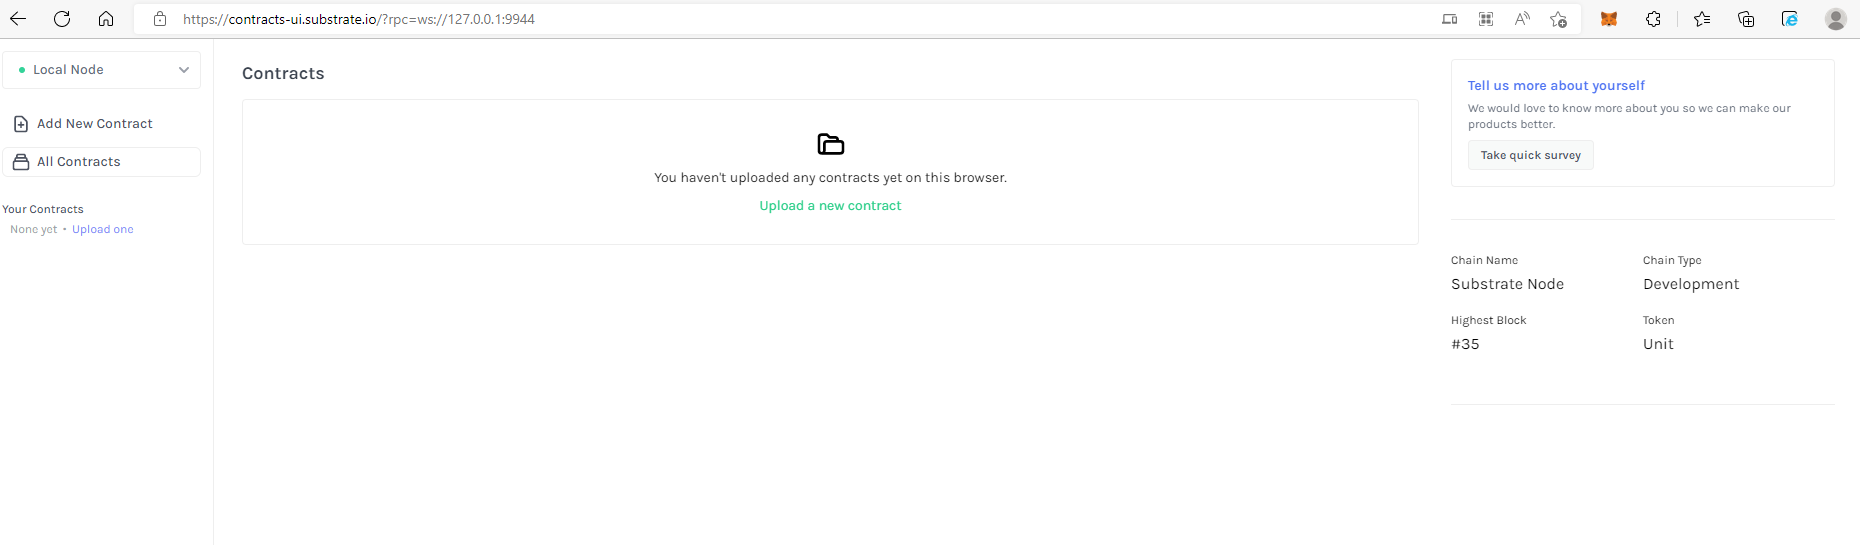 https://contracts-ui.substrate.io/?rpc=ws://127.0.0.1:9944
Local Node
Add New Contract
All Contracts
Your Contracts
None yet • Upload one
Contracts
You haven't uploaded any contracts yet on this browser.
Upload a new contract
Tell us more about yourself
We would love to know more about you so we can make our
products better.
Take quick survey
Chain Name
Substrate Node
Chain Type
Development
Highest Block
#35
Token
Unit